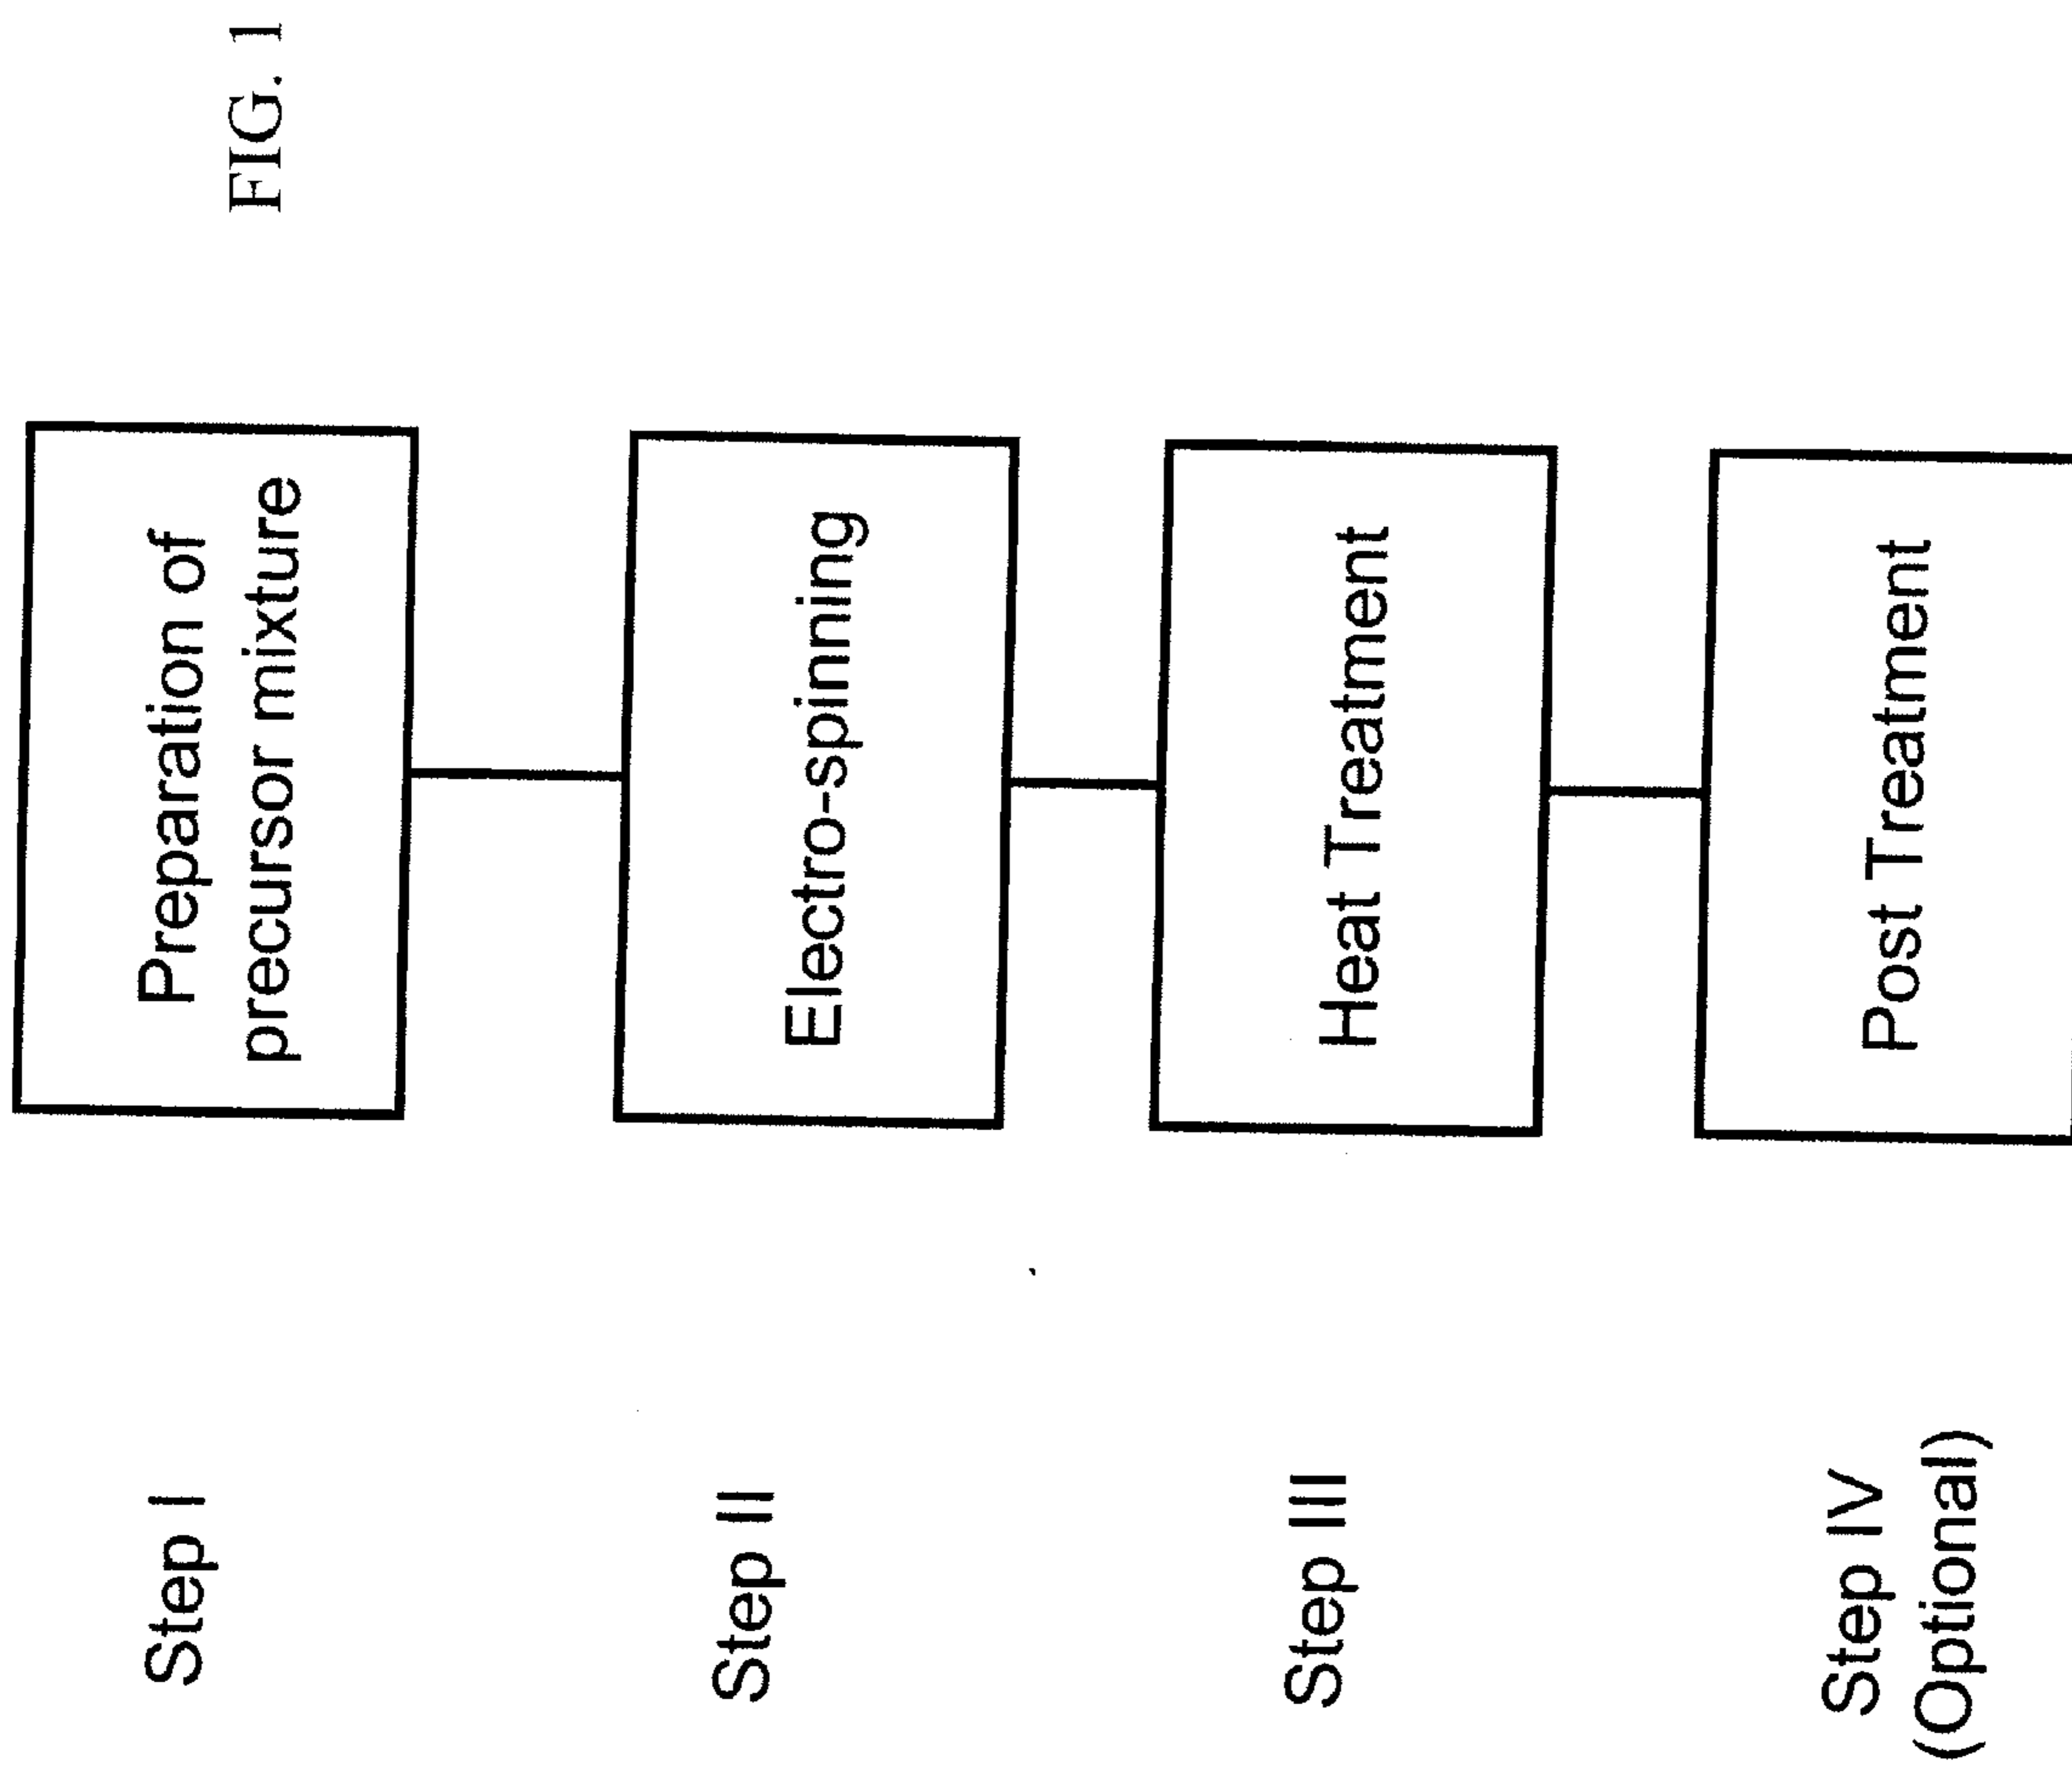 FIG. 1
Step I
Preparation of
precursor mixture
Step II
Electro-spinning
Step III
Heat Treatment
Step IV
(Optional)
Post Treatment